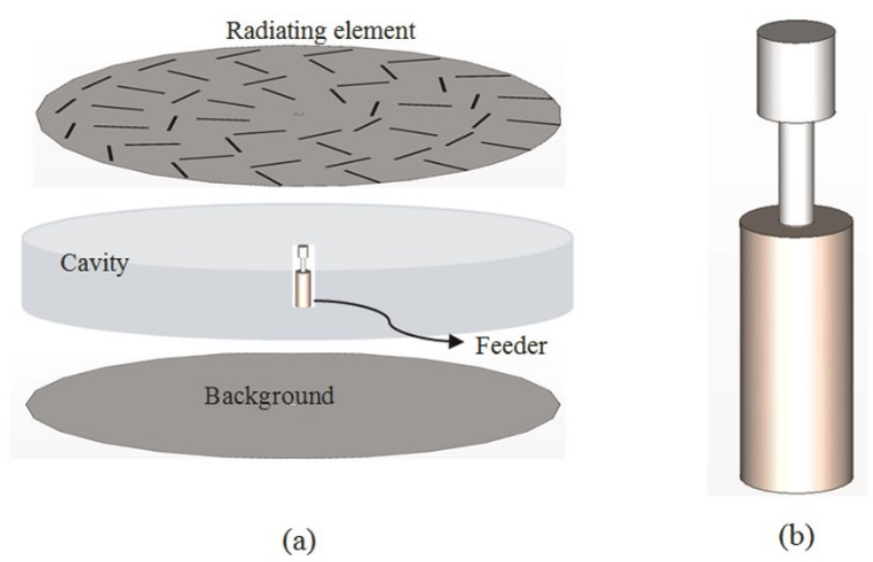 Radiating element
Cavity
Feeder
Background
(a)
(b)